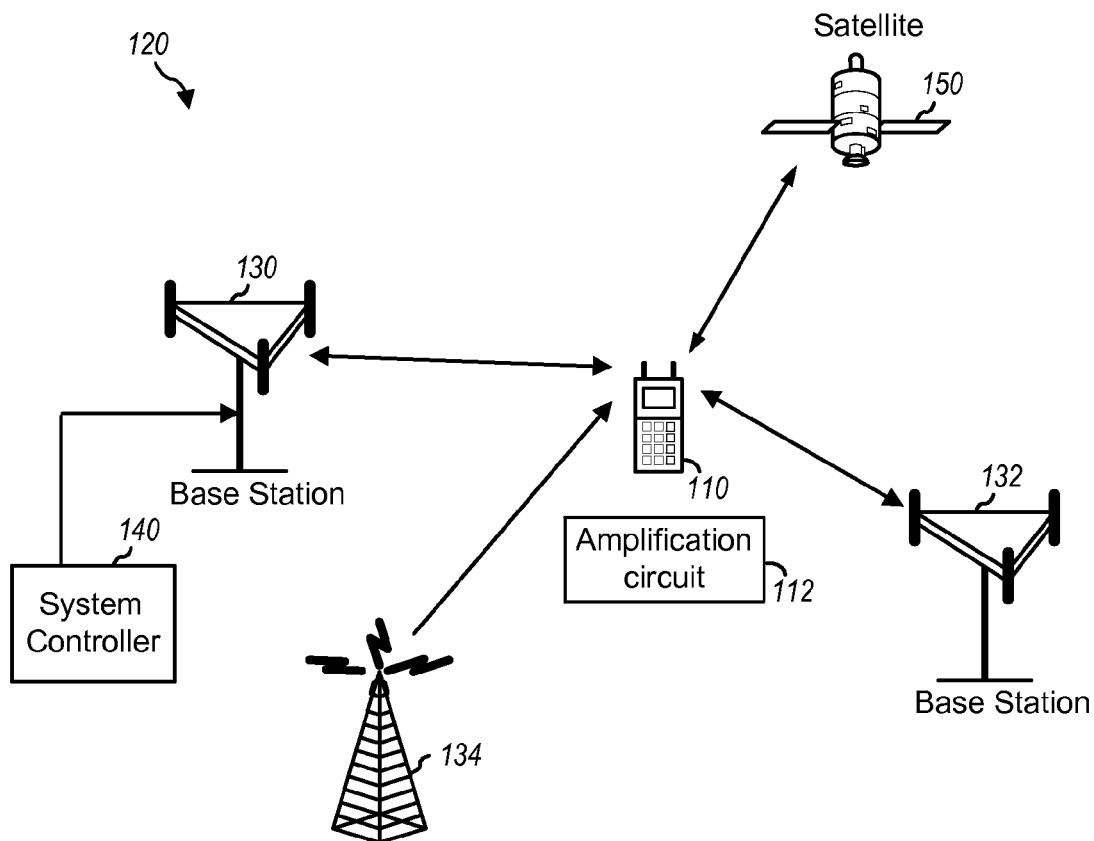 120
Satellite
150
130
Base Station
110
132
140
System
Controller
Amplification
circuit
112
Base Station
134